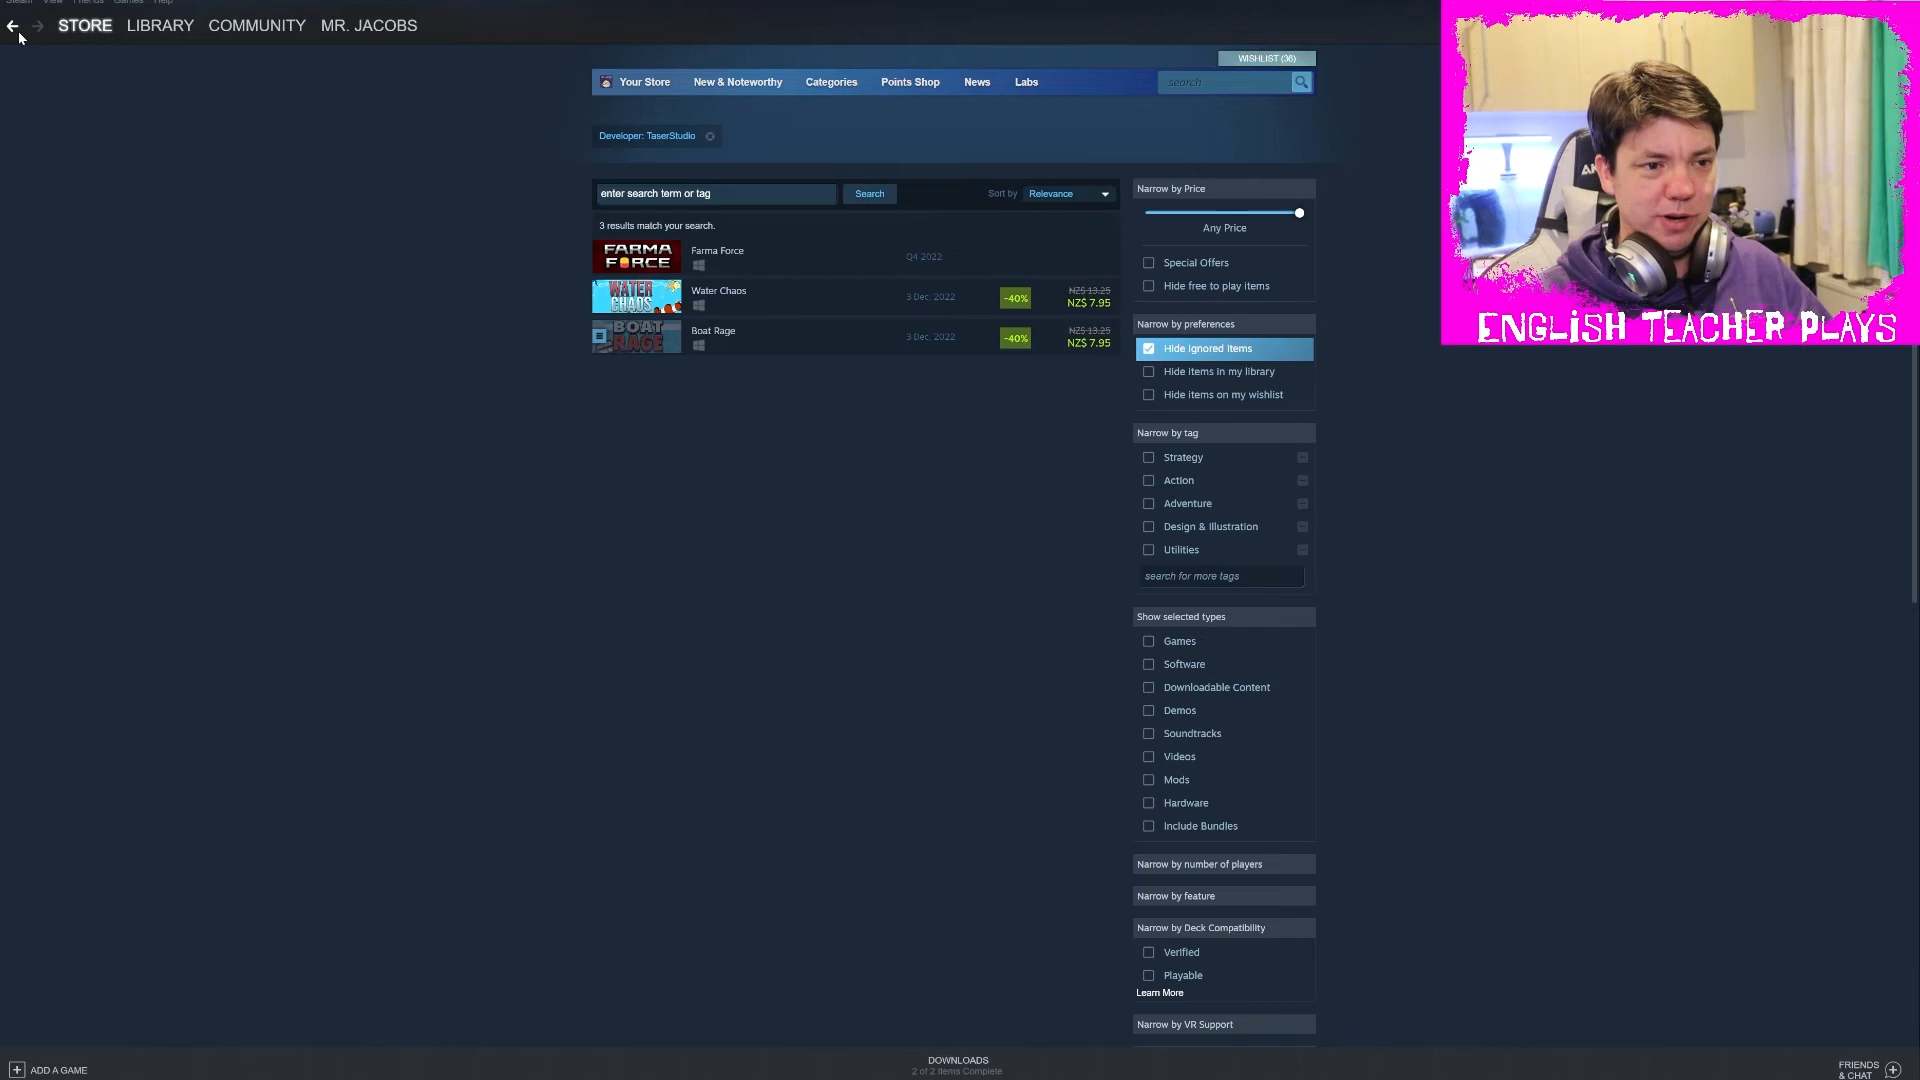 Steam View Friends Games Help
STORE LIBRARY COMMUNITY MR. JACOBS
WISHLIST (36)
Your Store New & Noteworthy Categories Points Shop News Labs search
Developer: TaserStudio
enter search term or tag Search Sort by Relevance
3 results match your search.
FARMA FORCE Farma Force Q4 2022
WATER CHAOS Water Chaos 3 Dec, 2022 -40% NZ$ 13.25 NZ$ 7.95
BOAT RAGE Boat Rage 3 Dec, 2022 -40% NZ$ 13.25 NZ$ 7.95
Narrow by Price
Any Price
Special Offers
Hide free to play items
Narrow by preferences
Hide ignored items
Hide items in my library
Hide items on my wishlist
Narrow by tag
Strategy
Action
Adventure
Design & Illustration
Utilities
search for more tags
Show selected types
Games
Software
Downloadable Content
Demos
Soundtracks
Videos
Mods
Hardware
Include Bundles
Narrow by number of players
Narrow by feature
Narrow by Deck Compatibility
Verified
Playable
Learn More
Narrow by VR Support
ENGLISH TEACHER PLAYS
ADD A GAME
DOWNLOADS
2 of 2 Items Complete
FRIENDS
& CHAT